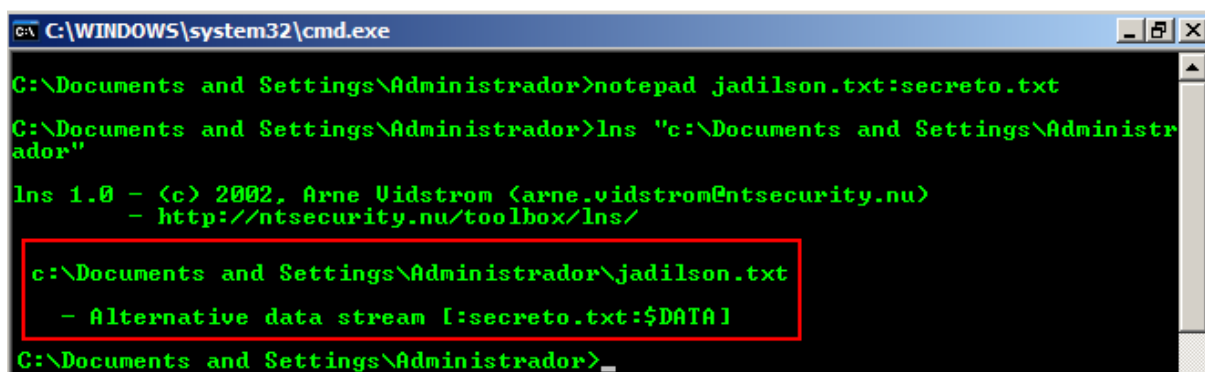 C:\WINDOWS\system32\cmd.exe
C:\Documents and Settings\Administrador>notepad jadilson.txt:secreto.txt
C:\Documents and Settings\Administrador>lns "c:\Documents and Settings\Administr
ador"
lns 1.0 - (c) 2002, Arne Vidstrom (arne.vidstrom@ntsecurity.nu)
- http://ntsecurity.nu/toolbox/lns/
c:\Documents and Settings\Administrador\jadilson.txt
- Alternative data stream [:secreto.txt:$DATA]
C:\Documents and Settings\Administrador>_